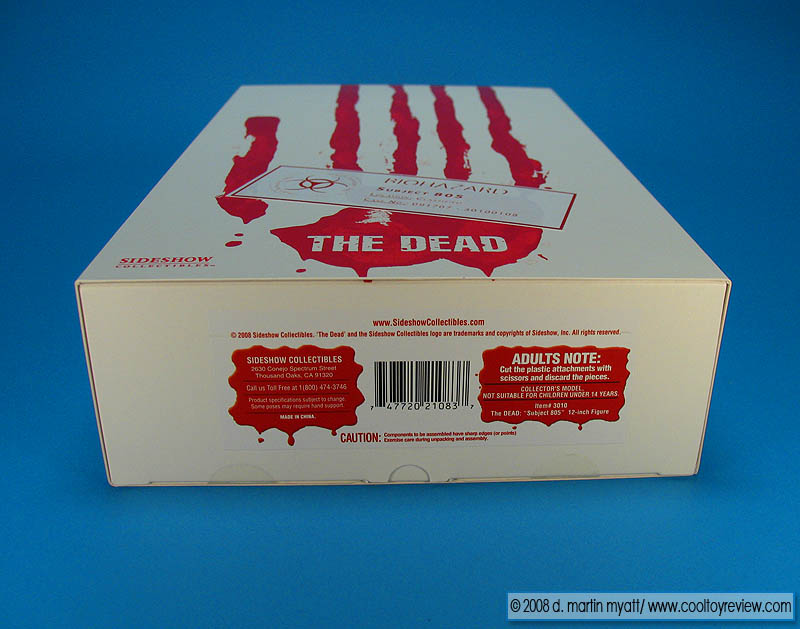 BIOHAZARD
SUBJECT 805
THE DEAD
SIDESHOW
COLLECTIBLES
www.SideshowCollectibles.com
© 2008 Sideshow Collectibles. 'The Dead' and the Sideshow Collectibles logo are trademarks and copyrights of Sideshow, Inc. All rights reserved.
SIDESHOW COLLECTIBLES
2630 Conejo Spectrum Street
Thousand Oaks, CA 91320
Call us Toll Free at 1(800) 474-3746
Product specifications subject to change.
Some poses may require hand support.
MADE IN CHINA.
7 47720 21083 7
ADULTS NOTE:
Cut the plastic attachments with
scissors and discard the pieces.
COLLECTOR'S MODEL,
NOT SUITABLE FOR CHILDREN UNDER 14 YEARS.
Item# 3010
The DEAD: "Subject 805" 12-inch Figure
CAUTION: Components to be assembled have sharp edges (or points)
Exercise care during unpacking and assembly.
© 2008 d. martin myatt/ www.cooltoyreview.com